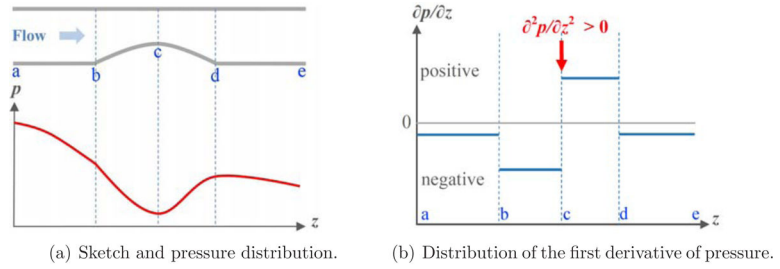 Flow
a b c d e
p
z
(a) Sketch and pressure distribution.
∂p/∂z
∂²p/∂z² > 0
positive
0
negative
a b c d e z
(b) Distribution of the first derivative of pressure.